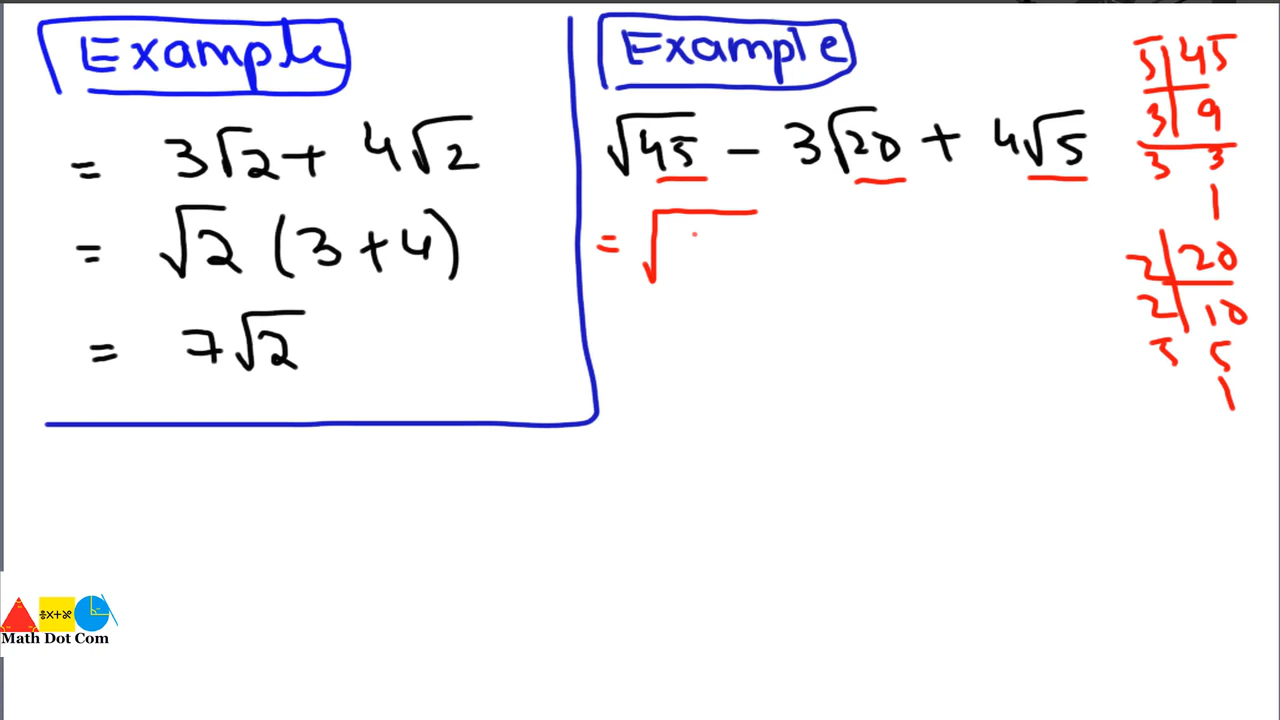 Example
= 3√2 + 4√2
= √2 (3 + 4)
= 7√2
Example
√45 - 3√20 + 4√5
= √
5 45
3 9
3 3
1
2 20
2 10
5 5
1
÷x+
Math Dot Com